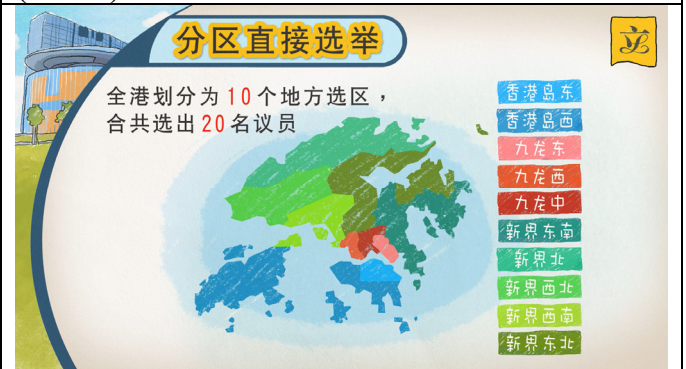 分区直接选举
立
全港划分为10个地方选区，
合共选出20名议员
香港岛东
香港岛西
九龙东
九龙西
九龙中
新界东南
新界北
新界西北
新界西南
新界东北